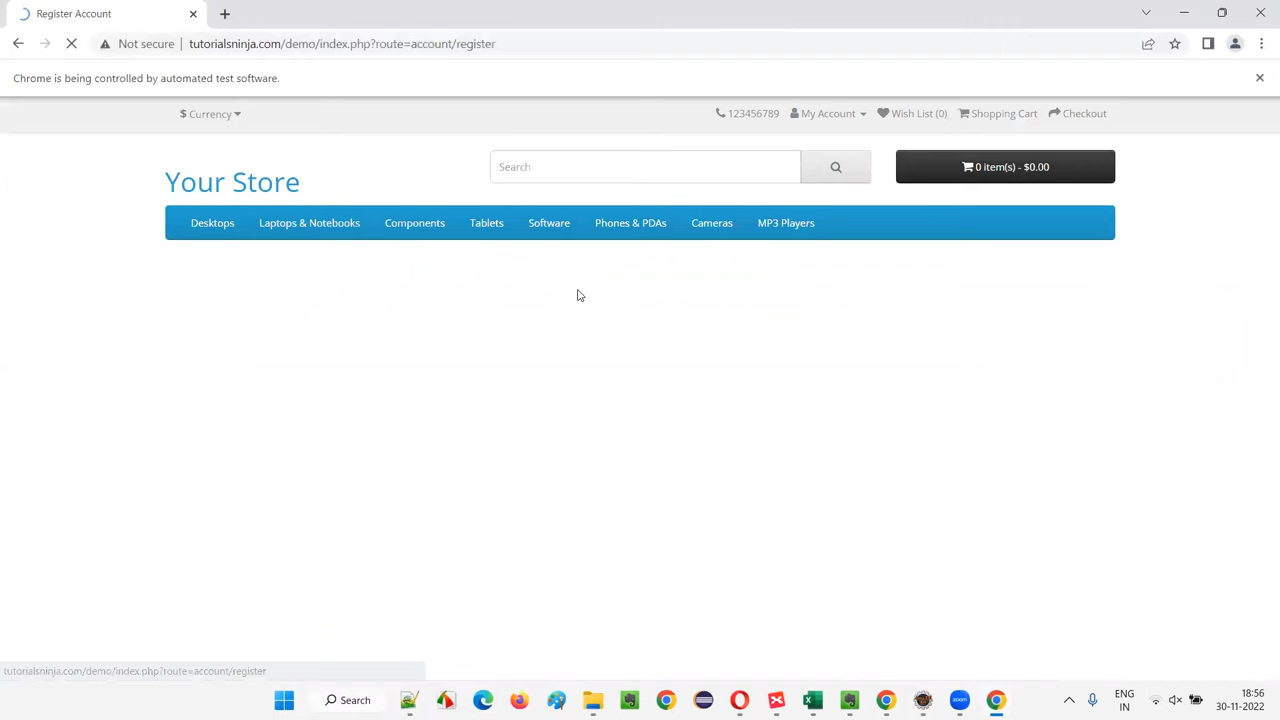 Register Account
Not secure | tutorialsninja.com/demo/index.php?route=account/register
Chrome is being controlled by automated test software.
$ Currency 123456789 My Account Wish List (0) Shopping Cart Checkout
Your Store Search 0 item(s) - $0.00
Desktops Laptops & Notebooks Components Tablets Software Phones & PDAs Cameras MP3 Players
tutorialsninja.com/demo/index.php?route=account/register
Search zoom ENG 18:56
IN 30-11-2022